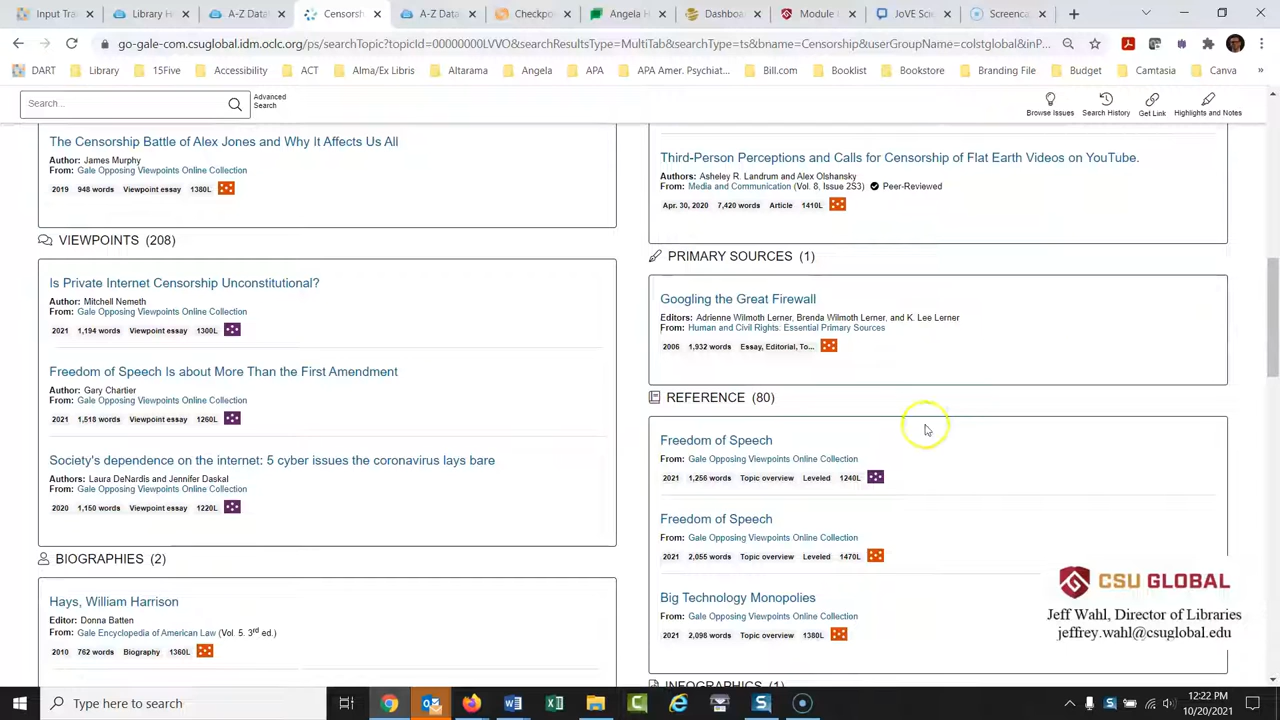 Input Tra
Library H
A-Z Data
Censorsh
A-Z Data
Checkpo
Angela H
Dashboa
Module
JoVE Sc
Screenca
go-gale-com.csuglobal.idm.oclc.org/ps/searchTopic?topicId=
SearchResultsType=MultiTab&searchType=ts&bname=Censorship&userGroupName=
DART
Library
15Five
Accessibility
ACT
Alma/Ex Libris
Altarama
Angela
APA
APA Amer. Psychiat...
Bill.com
Booklist
Bookstore
Branding File
Budget
Camtasia
Canva
»
Search...
Advanced
Search
Browse Issues
Search History
Get Link
Highlights and Notes
The Censorship Battle of Alex Jones and Why It Affects Us All
Author: James Murphy
From: Gale Opposing Viewpoints Online Collection
2019 948 words Viewpoint essay 1380L
VIEWPOINTS (208)
Is Private Internet Censorship Unconstitutional?
Author: Mitchell Nemeth
From: Gale Opposing Viewpoints Online Collection
2021 1,194 words Viewpoint essay 1300L
Freedom of Speech Is about More Than the First Amendment
Author: Gary Chartier
From: Gale Opposing Viewpoints Online Collection
2021 1,518 words Viewpoint essay 1260L
Society's dependence on the internet: 5 cyber issues the coronavirus lays bare
Authors: Laura DeNardis and Jennifer Daskal
From: Gale Opposing Viewpoints Online Collection
2020 1,150 words Viewpoint essay 1220L
BIOGRAPHIES (2)
Hays, William Harrison
Editor: Donna Batten
From: Gale Encyclopedia of American Law (Vol. 5. 3rd ed.)
2010 762 words Biography 1360L
Third-Person Perceptions and Calls for Censorship of Flat Earth Videos on YouTube.
Authors: Asheley R. Landrum and Alex Olshansky
From: Media and Communication (Vol. 8, Issue 2S3) Peer-Reviewed
Apr. 30, 2020 7,420 words Article 1410L
PRIMARY SOURCES (1)
Googling the Great Firewall
Editors: Adrienne Wilmoth Lerner, Brenda Wilmoth Lerner, and K. Lee Lerner
From: Human and Civil Rights: Essential Primary Sources
2006 1,932 words Essay, Editorial, To...
REFERENCE (80)
Freedom of Speech
From: Gale Opposing Viewpoints Online Collection
2021 1,256 words Topic overview Leveled 1240L
Freedom of Speech
From: Gale Opposing Viewpoints Online Collection
2021 2,055 words Topic overview Leveled 1470L
Big Technology Monopolies
From: Gale Opposing Viewpoints Online Collection
2021 2,098 words Topic overview 1380L
INFOGRAPHICS (1)
CSU GLOBAL
Jeff Wahl, Director of Libraries
jeffrey.wahl@csuglobal.edu
Type here to search
12:22 PM
10/20/2021